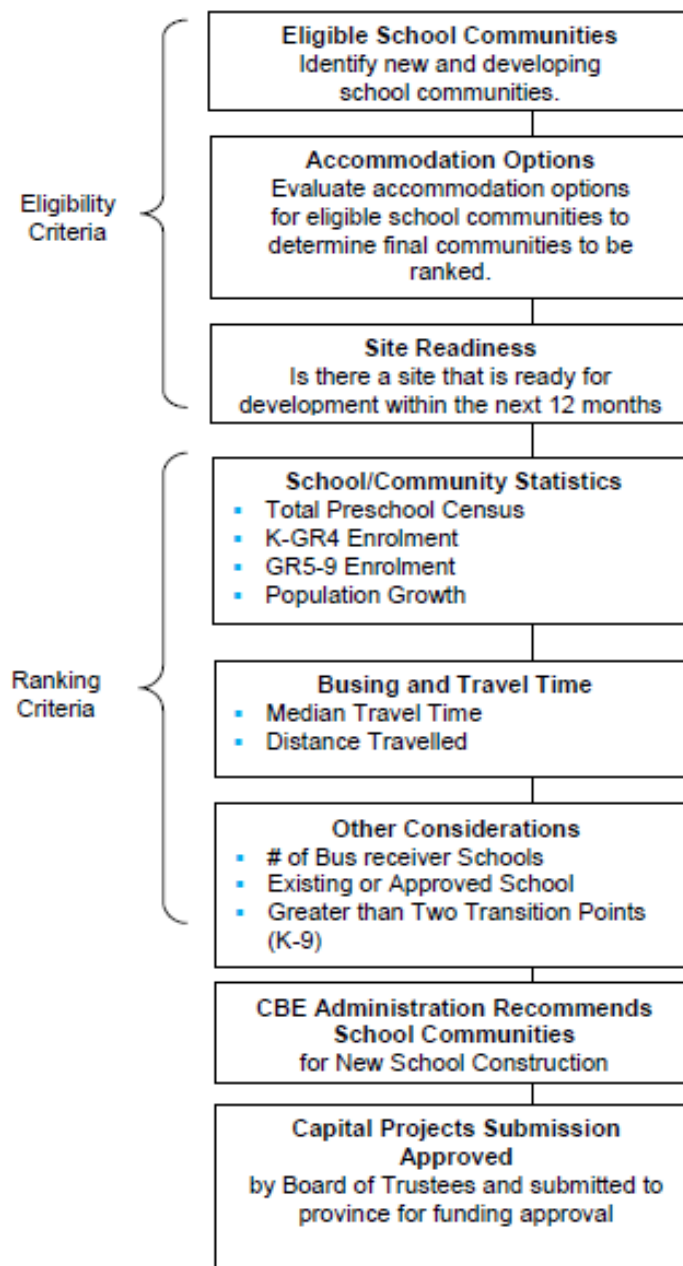 Eligible School Communities
Identify new and developing
school communities.
Accommodation Options
Evaluate accommodation options
for eligible school communities to
determine final communities to be
ranked.
Eligibility
Criteria
Site Readiness
Is there a site that is ready for
development within the next 12 months
School/Community Statistics
▪ Total Preschool Census
▪ K-GR4 Enrolment
▪ GR5-9 Enrolment
▪ Population Growth
Ranking
Criteria
Busing and Travel Time
▪ Median Travel Time
▪ Distance Travelled
Other Considerations
▪ # of Bus receiver Schools
▪ Existing or Approved School
▪ Greater than Two Transition Points
(K-9)
CBE Administration Recommends
School Communities
for New School Construction
Capital Projects Submission
Approved
by Board of Trustees and submitted to
province for funding approval